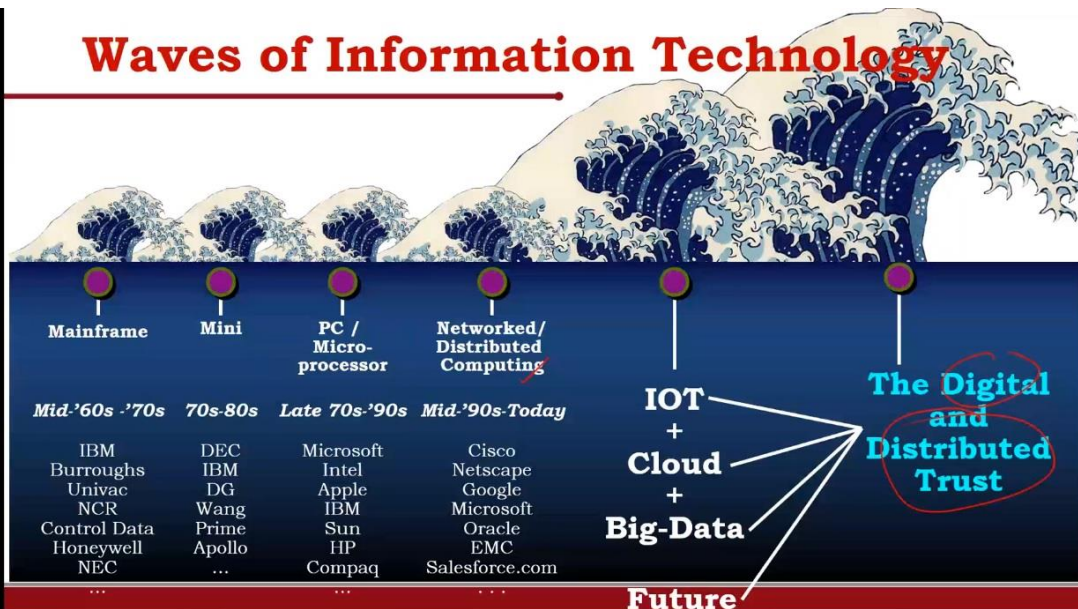 Waves of Information Technology
Mainframe
Mid-’60s -’70s
IBM
Burroughs
Univac
NCR
Control Data
Honeywell
NEC
...
Mini
70s-80s
DEC
IBM
DG
Wang
Prime
Apollo
...
PC /
Micro-
processor
Late 70s-’90s
Microsoft
Intel
Apple
IBM
Sun
HP
Compaq
...
Networked/
Distributed
Computing
Mid-’90s-Today
Cisco
Netscape
Google
Microsoft
Oracle
EMC
Salesforce.com
. . .
IOT
+
Cloud
+
Big-Data
Future
The Digital
and
Distributed
Trust